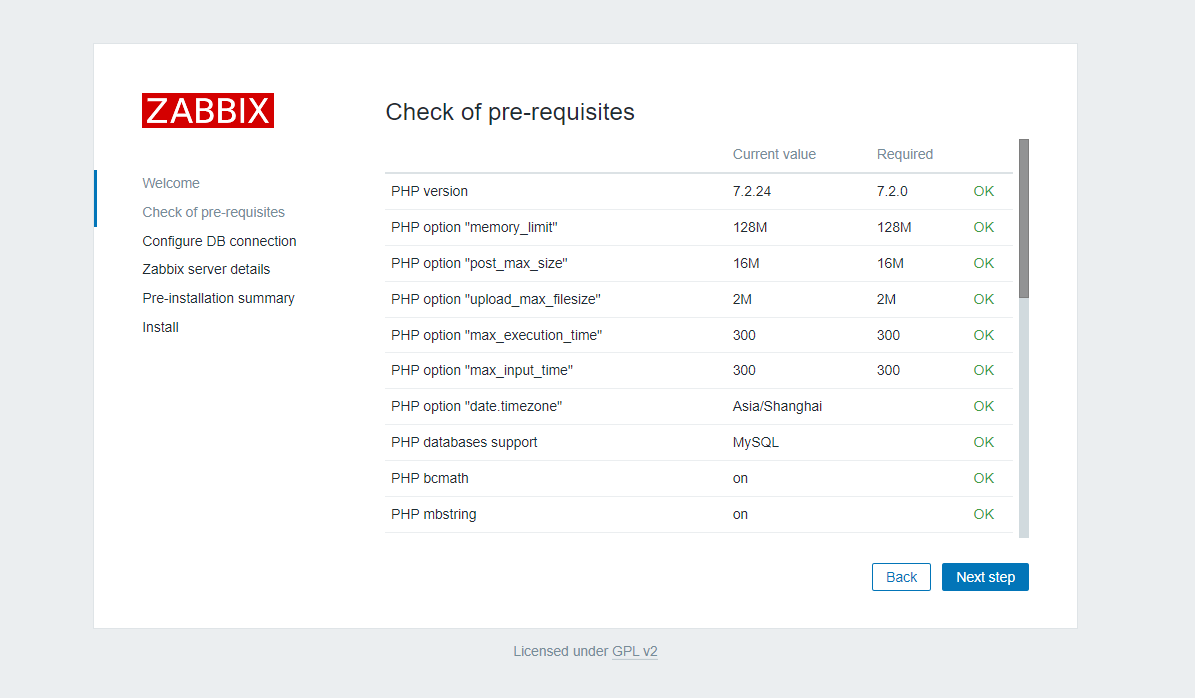 ZABBIX
Welcome
Check of pre-requisites
Configure DB connection
Zabbix server details
Pre-installation summary
Install
Check of pre-requisites
Current value Required
PHP version 7.2.24 7.2.0 OK
PHP option "memory_limit" 128M 128M OK
PHP option "post_max_size" 16M 16M OK
PHP option "upload_max_filesize" 2M 2M OK
PHP option "max_execution_time" 300 300 OK
PHP option "max_input_time" 300 300 OK
PHP option "date.timezone" Asia/Shanghai OK
PHP databases support MySQL OK
PHP bcmath on OK
PHP mbstring on OK
Back Next step
Licensed under GPL v2